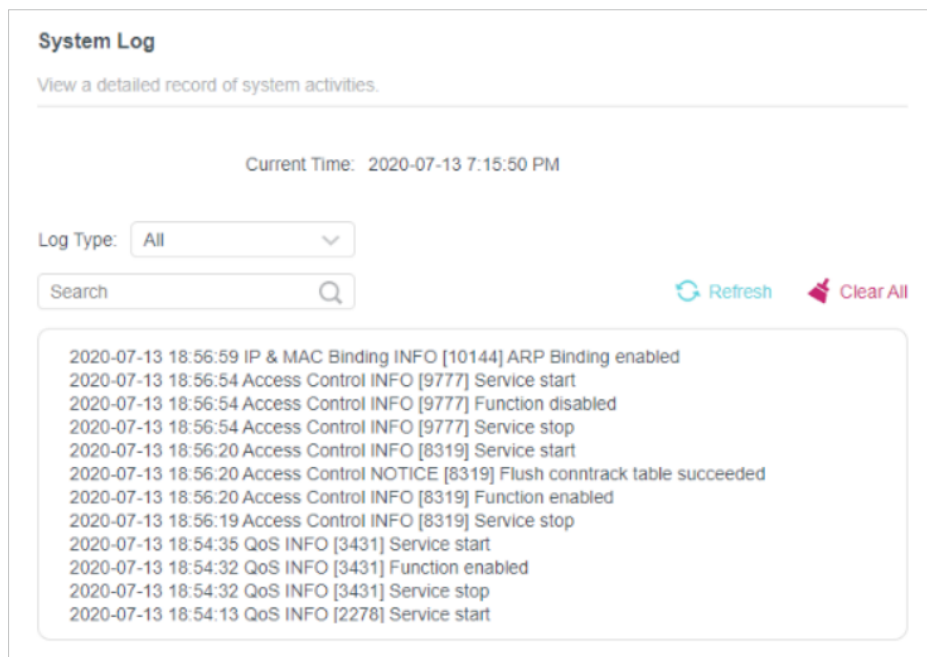 System Log
View a detailed record of system activities.
Current Time: 2020-07-13 7:15:50 PM
Log Type: All
Search
Refresh
Clear All
2020-07-13 18:56:59 IP & MAC Binding INFO [10144] ARP Binding enabled
2020-07-13 18:56:54 Access Control INFO [9777] Service start
2020-07-13 18:56:54 Access Control INFO [9777] Function disabled
2020-07-13 18:56:54 Access Control INFO [9777] Service stop
2020-07-13 18:56:20 Access Control INFO [8319] Service start
2020-07-13 18:56:20 Access Control NOTICE [8319] Flush conntrack table succeeded
2020-07-13 18:56:20 Access Control INFO [8319] Function enabled
2020-07-13 18:56:19 Access Control INFO [8319] Service stop
2020-07-13 18:54:35 QoS INFO [3431] Service start
2020-07-13 18:54:32 QoS INFO [3431] Function enabled
2020-07-13 18:54:32 QoS INFO [3431] Service stop
2020-07-13 18:54:13 QoS INFO [2278] Service start